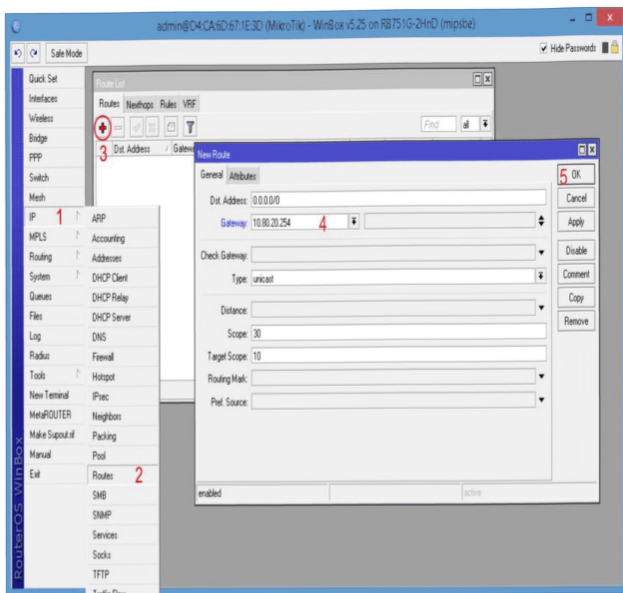 admin@D4:CA:6D:67:1E:3D (MikroTik) - WinBox v5.25 on RB751G-2HnD (mipsbe)
Safe Mode
Hide Passwords
RouterOS WinBox
Quick Set
Interfaces
Wireless
Bridge
PPP
Switch
Mesh
IP 1
MPLS
Routing
System
Queues
Files
Log
Radius
Tools
New Terminal
MetaROUTER
Make Supout.rif
Manual
Exit
ARP
Accounting
Addresses
DHCP Client
DHCP Relay
DHCP Server
DNS
Firewall
Hotspot
IPsec
Neighbors
Packing
Pool
Routes 2
SMB
SNMP
Services
Socks
TFTP
Traffic Flow
Route List
Routes Nexthops Rules VRF
Find all
3 Dst. Address
New Route
General Attributes
Dst. Address: 0.0.0.0/0
Gateway: 10.80.20.254 4
Check Gateway:
Type: unicast
Distance:
Scope: 30
Target Scope: 10
Routing Mark:
Pref. Source:
enabled active
5 OK
Cancel
Apply
Disable
Comment
Copy
Remove